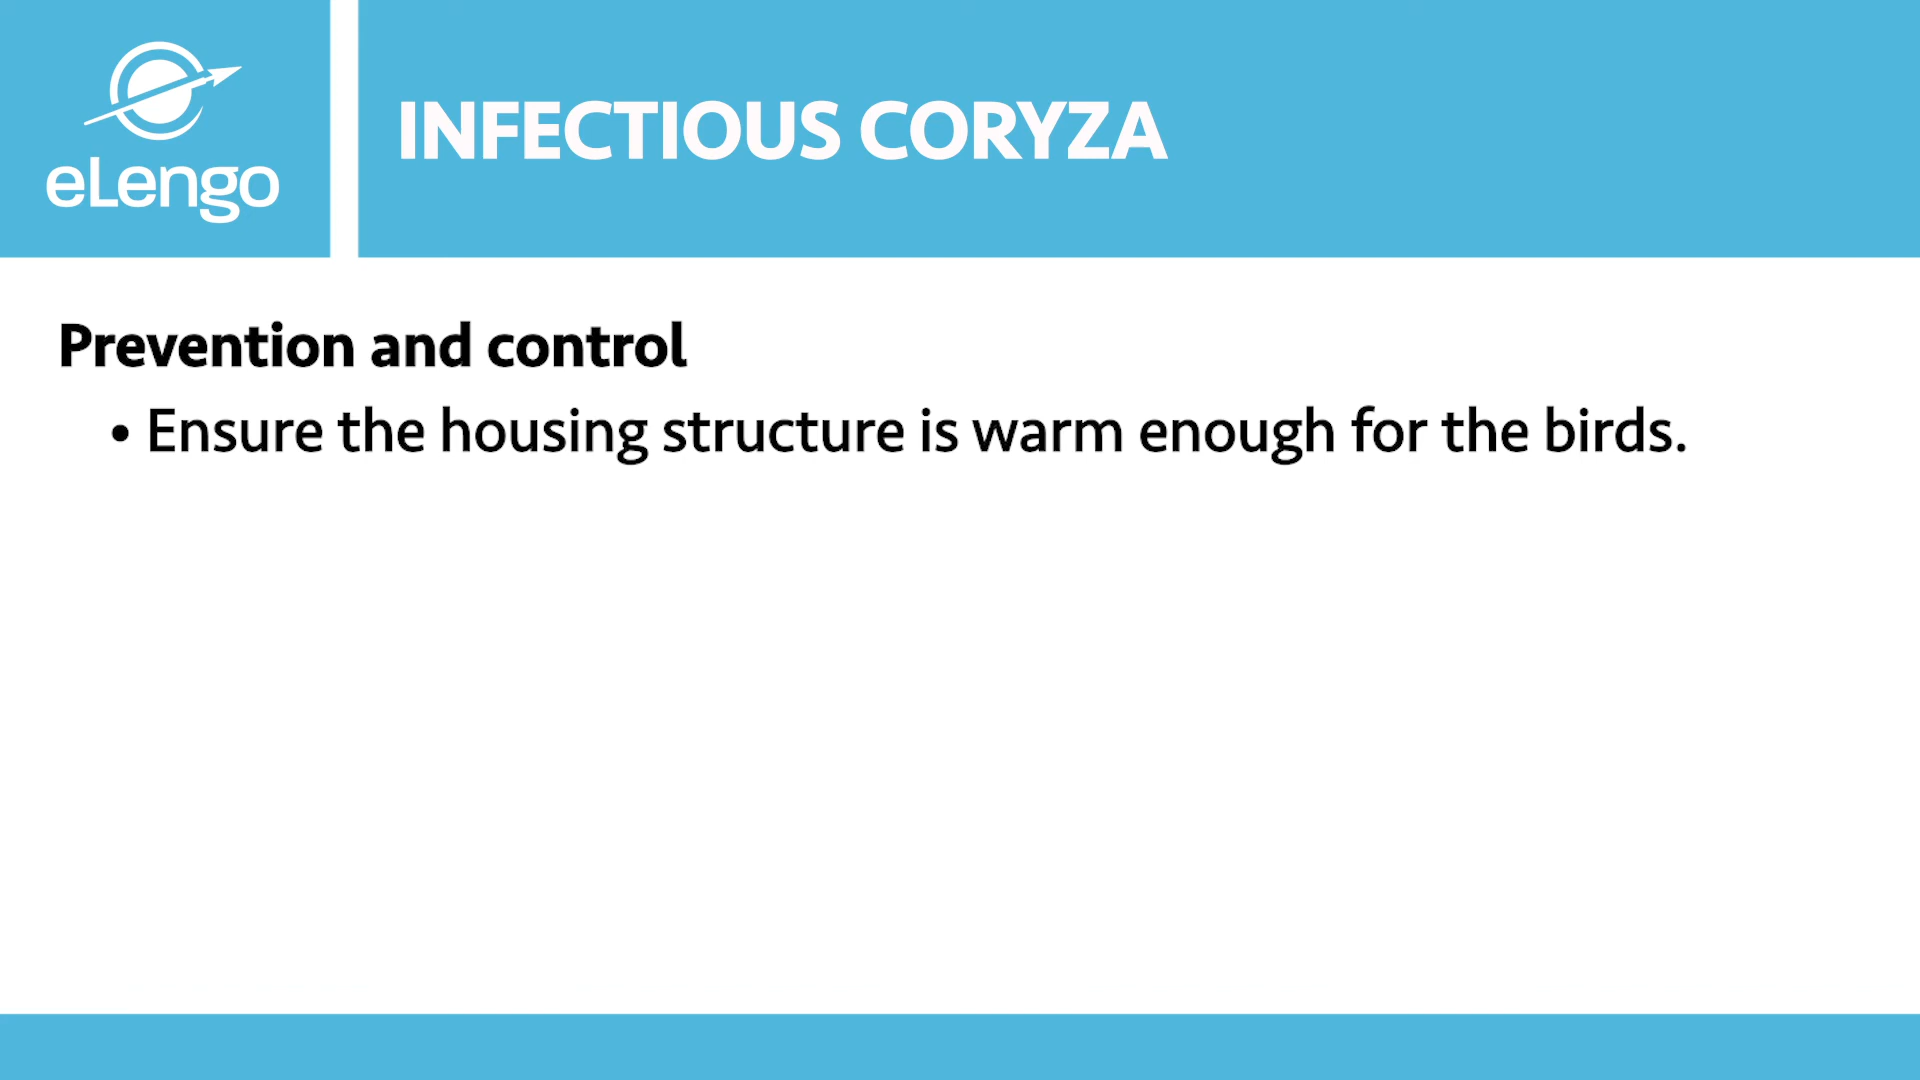 eLengo
INFECTIOUS CORYZA
Prevention and control
• Ensure the housing structure is warm enough for the birds.